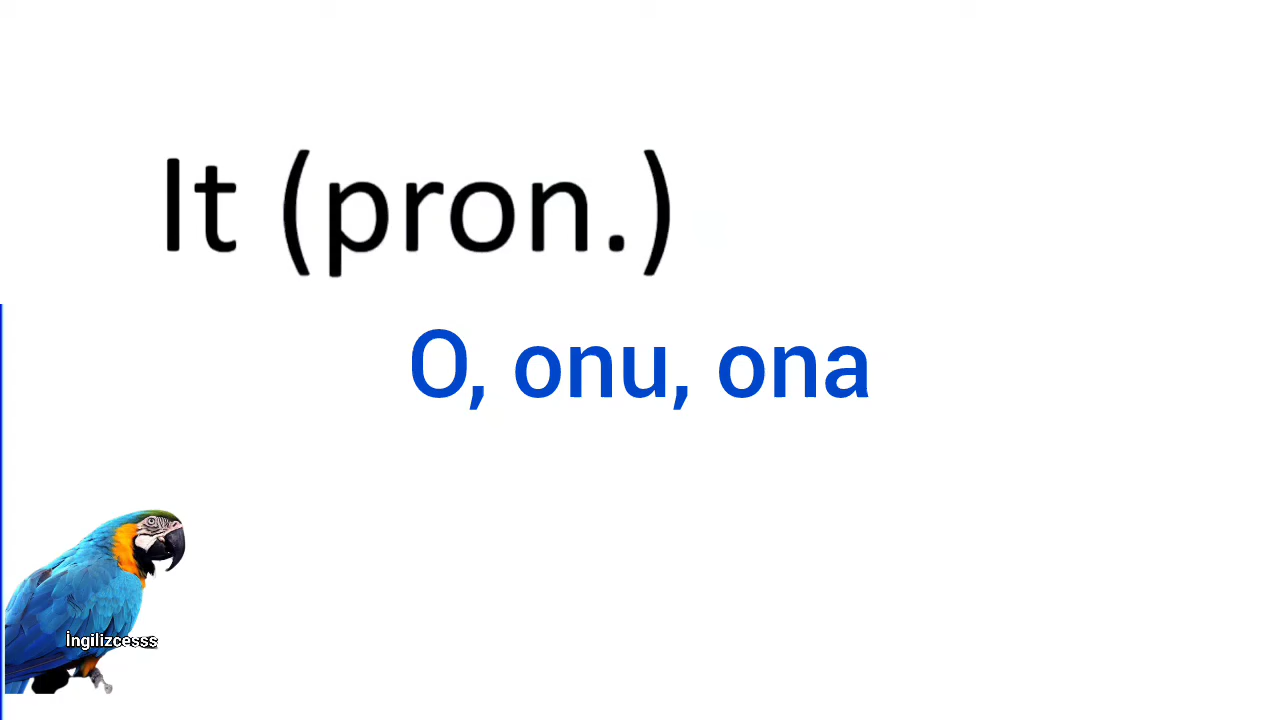 It (pron.)
O, onu, ona
İngilizcesss